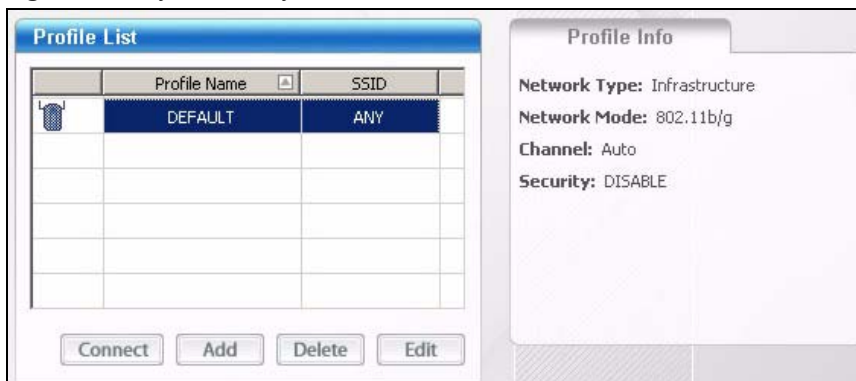 Profile List
Profile Name SSID
DEFAULT ANY
Connect Add Delete Edit
Profile Info
Network Type: Infrastructure
Network Mode: 802.11b/g
Channel: Auto
Security: DISABLE